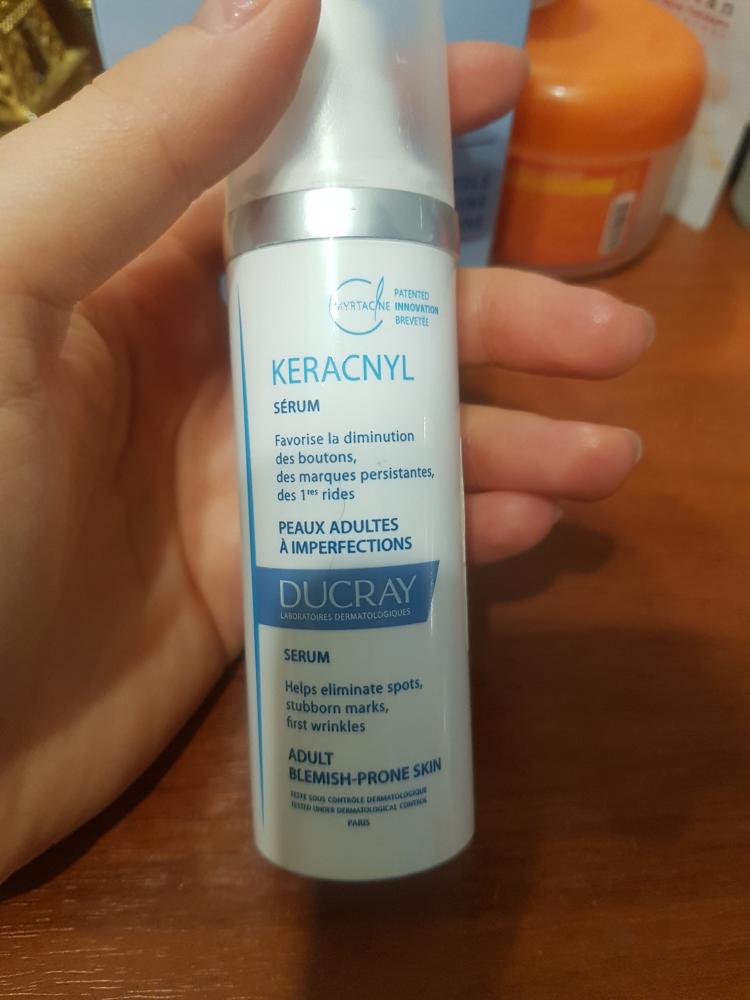 MYRTACINE
PATENTED
INNOVATION
BREVETÉE
KERACNYL
SÉRUM
Favorise la diminution
des boutons,
des marques persistantes,
des 1res rides
PEAUX ADULTES
À IMPERFECTIONS
DUCRAY
LABORATOIRES DERMATOLOGIQUES
SERUM
Helps eliminate spots,
stubborn marks,
first wrinkles
ADULT
BLEMISH-PRONE SKIN
TESTÉ SOUS CONTRÔLE DERMATOLOGIQUE
TESTED UNDER DERMATOLOGICAL CONTROL
PARIS